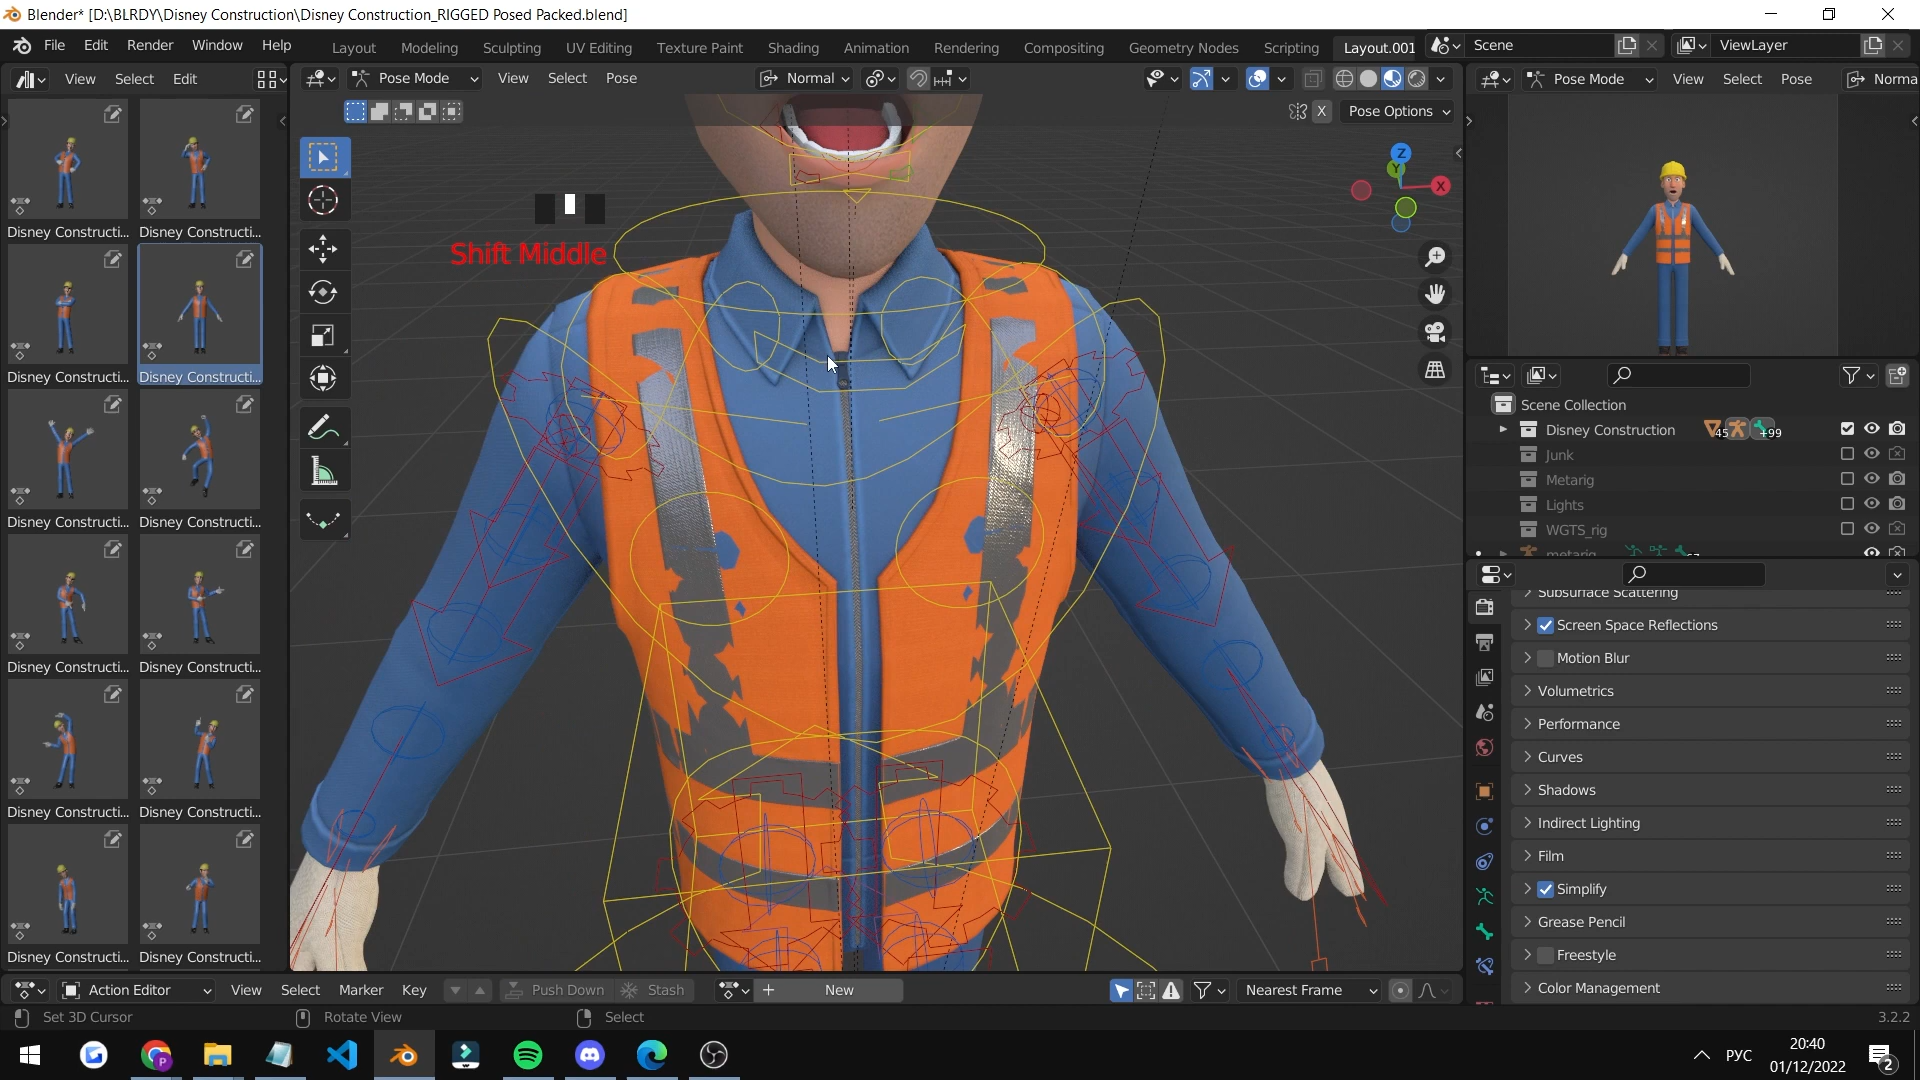 Blender* [D:\BLRDY\Disney Construction\Disney Construction_RIGGED Posed Packed.blend]
File Edit Render Window Help
Layout Modeling Sculpting UV Editing Texture Paint Shading Animation Rendering Compositing Geometry Nodes Scripting Layout.001
Scene
ViewLayer
View Select Edit
Pose Mode View Select Pose
Normal
Pose Mode View Select Pose
Norma
X
Pose Options
Z
Y
X
Shift Middle
Disney Constructi...
Disney Constructi...
Disney Constructi...
Disney Constructi...
Disney Constructi...
Disney Constructi...
Disney Constructi...
Disney Constructi...
Disney Constructi...
Disney Constructi...
Disney Constructi...
Disney Constructi...
Scene Collection
Disney Construction
45
+99
Junk
Metarig
Lights
WGTS_rig
metarig
Subsurface Scattering
Screen Space Reflections
Motion Blur
Volumetrics
Performance
Curves
Shadows
Indirect Lighting
Film
Simplify
Grease Pencil
Freestyle
Color Management
Action Editor View Select Marker Key
Push Down
Stash
New
Nearest Frame
Set 3D Cursor
Rotate View
Select
3.2.2
P
РУС
20:40
01/12/2022
2